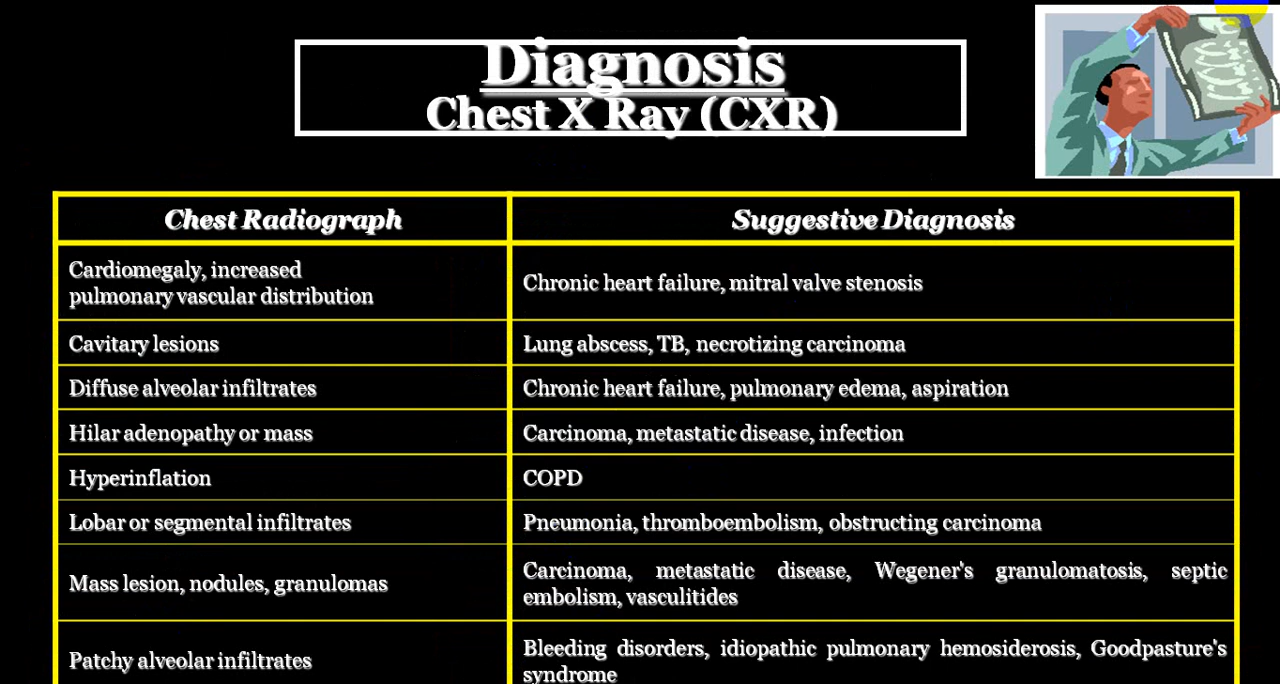 Diagnosis
Chest X Ray (CXR)
Chest Radiograph
Suggestive Diagnosis
Cardiomegaly, increased
pulmonary vascular distribution
Chronic heart failure, mitral valve stenosis
Cavitary lesions
Lung abscess, TB, necrotizing carcinoma
Diffuse alveolar infiltrates
Chronic heart failure, pulmonary edema, aspiration
Hilar adenopathy or mass
Carcinoma, metastatic disease, infection
Hyperinflation
COPD
Lobar or segmental infiltrates
Pneumonia, thromboembolism, obstructing carcinoma
Mass lesion, nodules, granulomas
Carcinoma, metastatic disease, Wegener's granulomatosis, septic
embolism, vasculitides
Patchy alveolar infiltrates
Bleeding disorders, idiopathic pulmonary hemosiderosis, Goodpasture's
syndrome